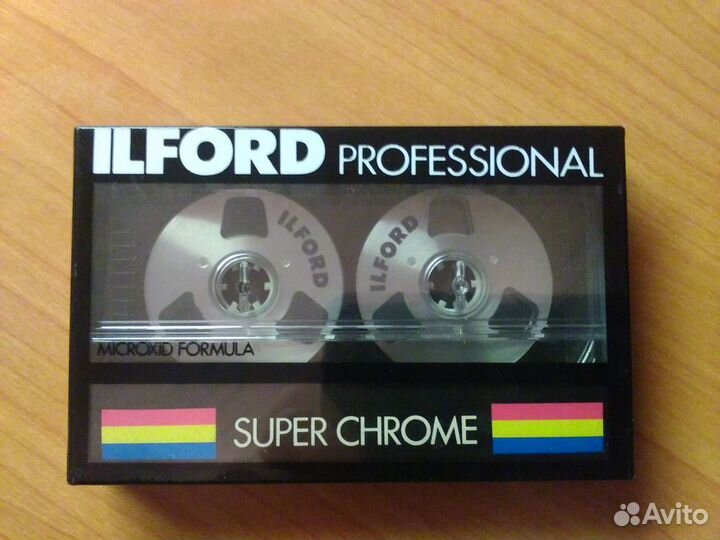 ILFORD PROFESSIONAL
ILFORD ILFORD
MICROXID FORMULA
SUPER CHROME
Avito